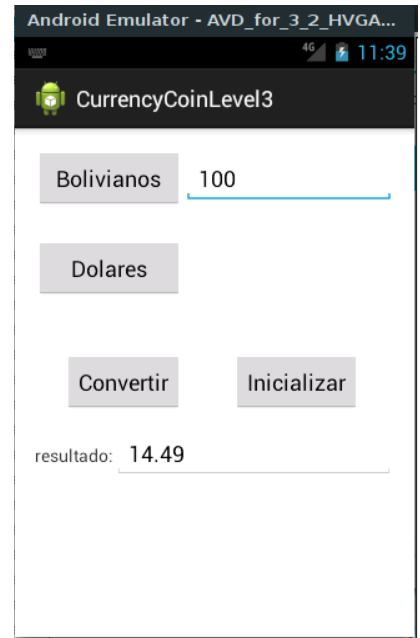 Android Emulator - AVD_for_3_2_HVGA...
4G 11:39
CurrencyCoinLevel3
Bolivianos 100
Dolares
Convertir Inicializar
resultado: 14.49